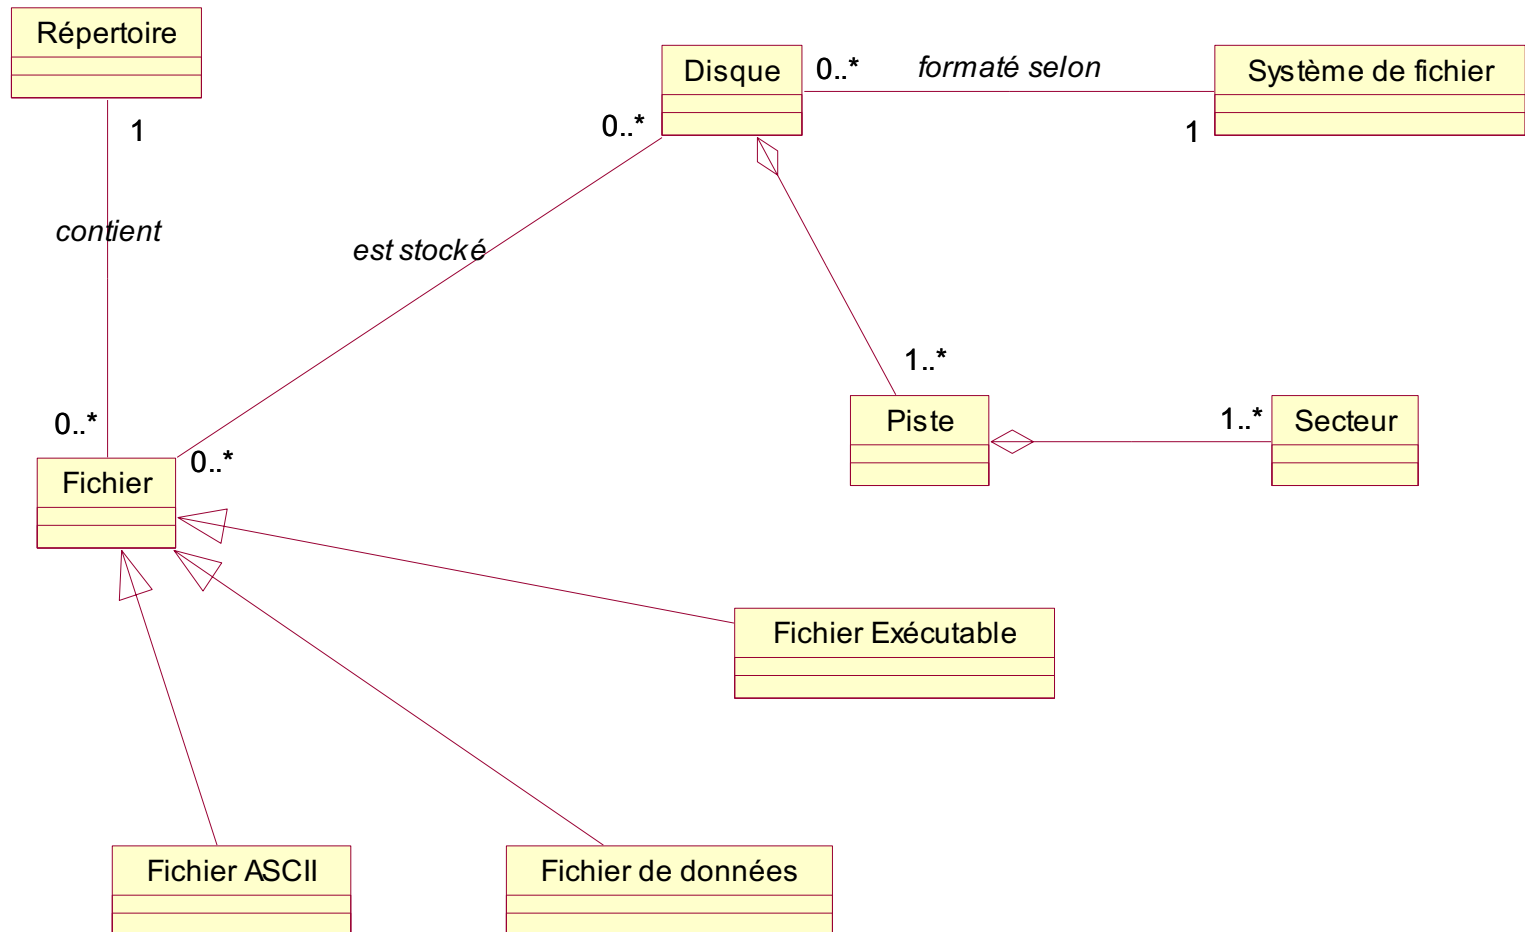 Répertoire
Disque
0..*
formaté selon
Système de fichier
1
0..*
1
contient
est stocké
1..*
0..*
Piste
1..*
Secteur
0..*
Fichier
Fichier Exécutable
Fichier ASCII
Fichier de données